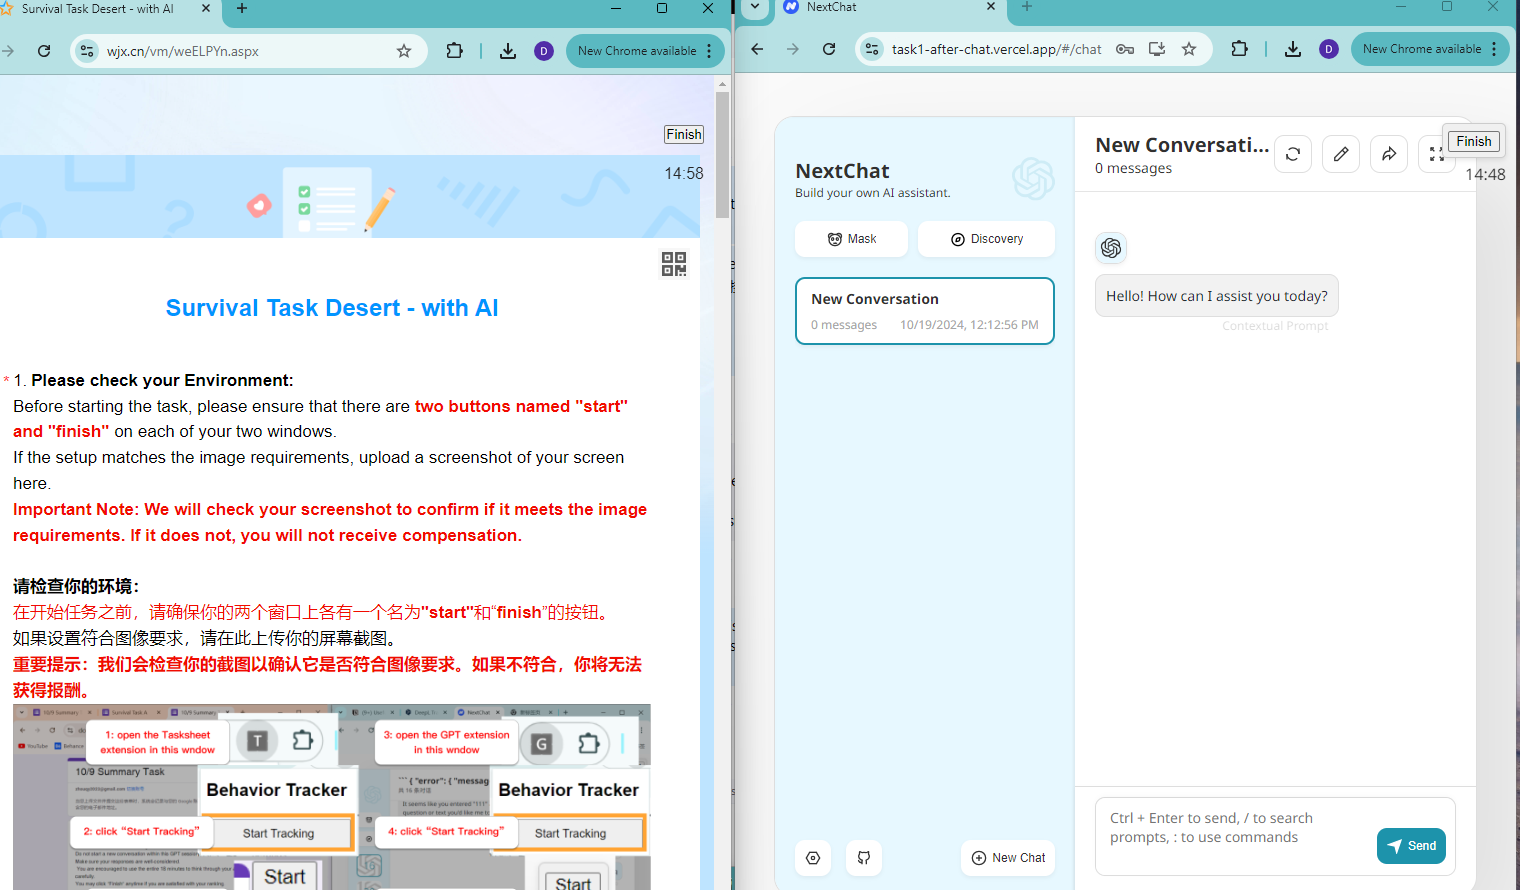 Survival Task Desert - with AI
wjx.cn/vm/weELPYn.aspx
D
New Chrome available
Finish
14:58
Survival Task Desert - with AI
* 1. Please check your Environment:
Before starting the task, please ensure that there are two buttons named "start"
and "finish" on each of your two windows.
If the setup matches the image requirements, upload a screenshot of your screen
here.
Important Note: We will check your screenshot to confirm if it meets the image
requirements. If it does not, you will not receive compensation.
请检查你的环境：
在开始任务之前，请确保你的两个窗口上各有一个名为"start"和“finish”的按钮。
如果设置符合图像要求，请在此上传你的屏幕截图。
重要提示：我们会检查你的截图以确认它是否符合图像要求。如果不符合，你将无法
获得报酬。
1: open the Tasksheet
extension in this wndow
T
3: open the GPT extension
in this wndow
G
10/9 Summary Task
Behavior Tracker
Behavior Tracker
2: click “Start Tracking”
Start Tracking
4: click “Start Tracking”
Start Tracking
Make sure your responses are well-considered.
Start
Start
NextChat
task1-after-chat.vercel.app/#/chat
D
New Chrome available
NextChat
Build your own AI assistant.
Mask
Discovery
New Conversation
0 messages
10/19/2024, 12:12:56 PM
New Chat
New Conversati...
0 messages
Finish
14:48
Hello! How can I assist you today?
Contextual Prompt
Ctrl + Enter to send, / to search
prompts, : to use commands
Send